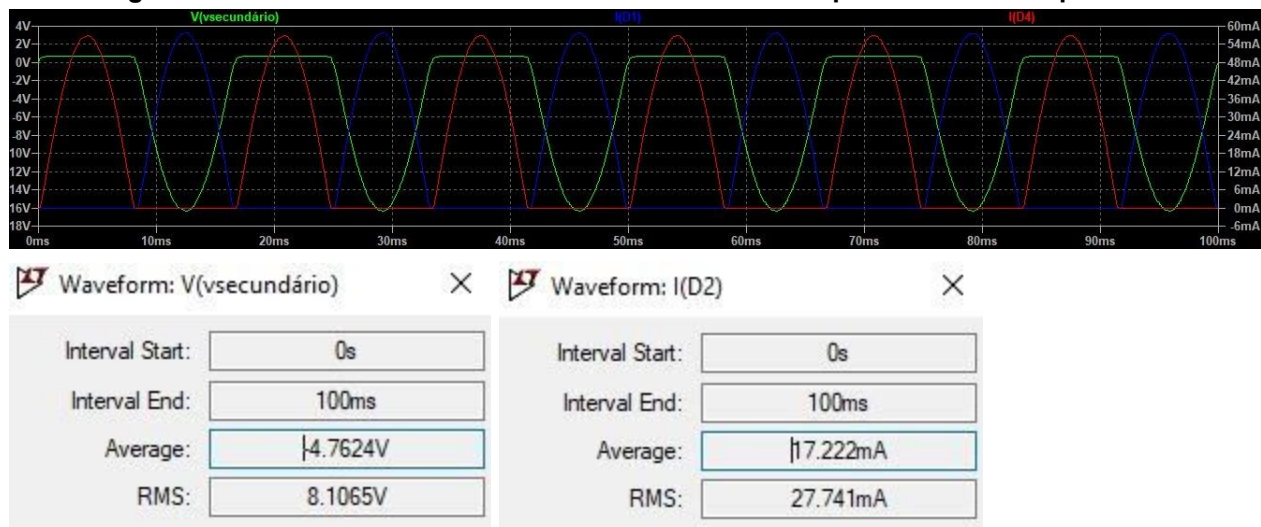 V(vsecundário) I(D1) I(D4)
4V 60mA
2V 54mA
0V 48mA
-2V 42mA
-4V 36mA
-6V 30mA
-8V 24mA
10V 18mA
12V 12mA
14V 6mA
16V 0mA
18V -6mA
0ms 10ms 20ms 30ms 40ms 50ms 60ms 70ms 80ms 90ms 100ms
Waveform: V(vsecundário) Waveform: I(D2)
Interval Start: 0s Interval Start: 0s
Interval End: 100ms Interval End: 100ms
Average: -4.7624V Average: 17.222mA
RMS: 8.1065V RMS: 27.741mA